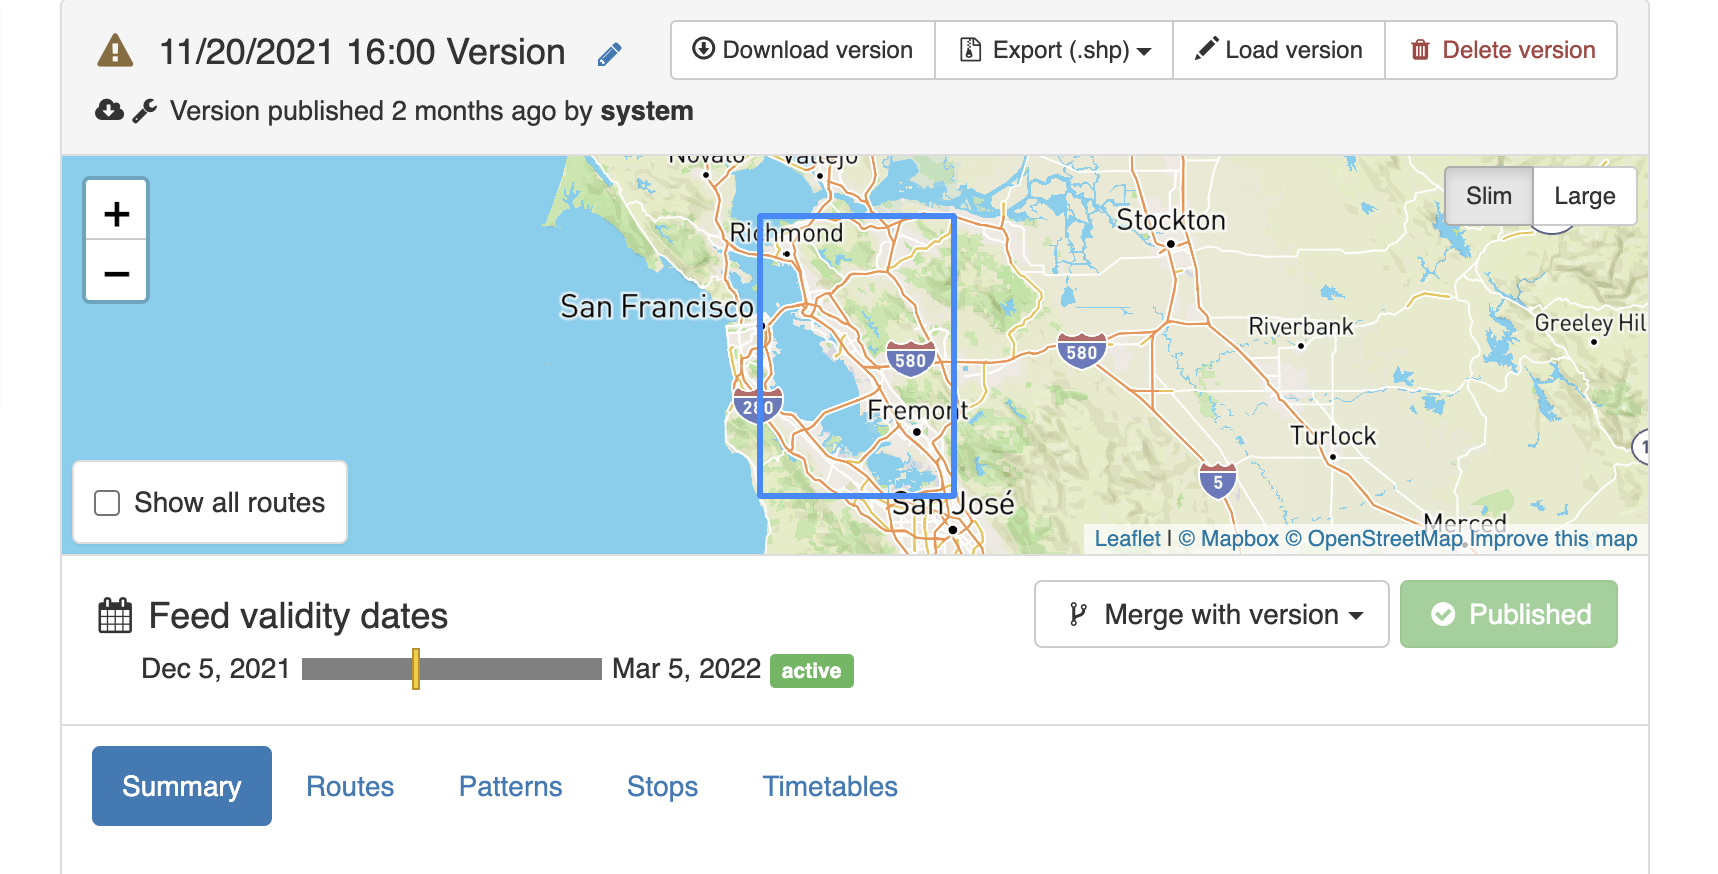 11/20/2021 16:00 Version
Download version
Export (.shp)
Load version
Delete version
Version published 2 months ago by system
+
−
Slim
Large
Novato
Vallejo
Richmond
Stockton
San Francisco
Riverbank
Greeley Hil
580
580
280
Fremont
Turlock
1
5
San José
Merced
Show all routes
Leaflet | © Mapbox © OpenStreetMap Improve this map
Feed validity dates
Merge with version
Published
Dec 5, 2021
Mar 5, 2022
active
Summary
Routes
Patterns
Stops
Timetables